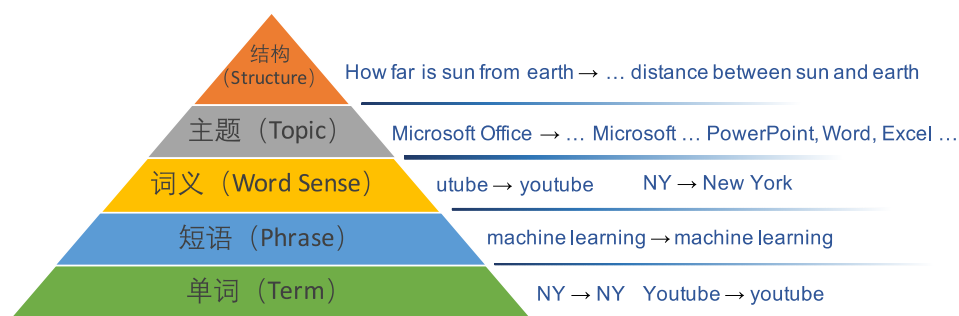 结构
（Structure）
How far is sun from earth → … distance between sun and earth
主题（Topic）
Microsoft Office → … Microsoft … PowerPoint, Word, Excel …
词义（Word Sense）
utube → youtube NY → New York
短语（Phrase）
machine learning → machine learning
单词（Term）
NY → NY Youtube → youtube